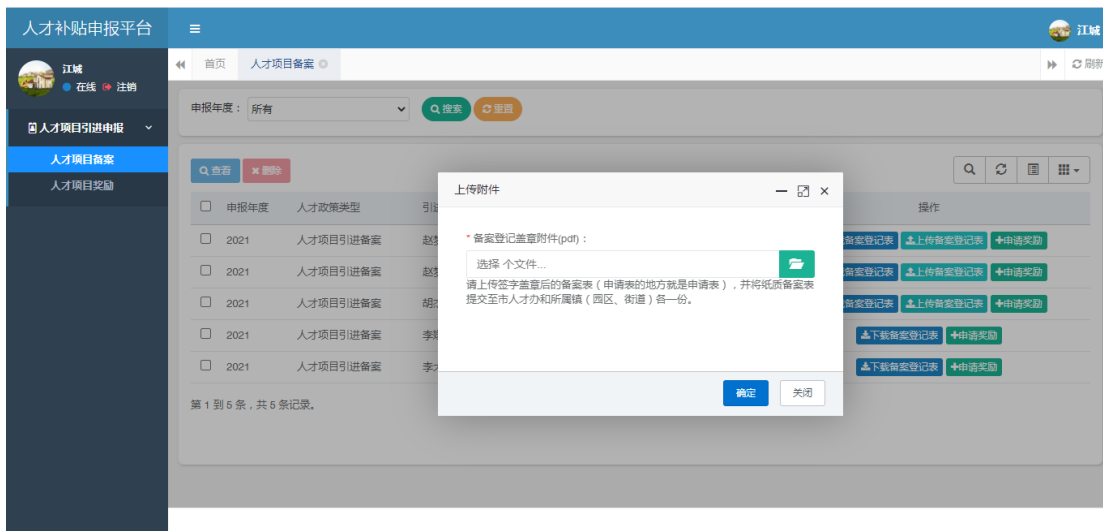 人才补贴申报平台
江城
江城
在线 注销
首页 人才项目备案
刷新
人才项目引进申报
人才项目备案
人才项目奖励
申报年度： 所有
搜索 重置
查看 删除
上传附件
* 备案登记盖章附件(pdf)：
选择 个文件...
请上传签字盖章后的备案表（申请表的地方就是申请表），并将纸质备案表
提交至市人才办和所属镇（园区、街道）各一份。
确定 关闭
申报年度 人才政策类型 操作
2021 人才项目引进备案 备案登记表 上传备案登记表 申请奖励
2021 人才项目引进备案 备案登记表 上传备案登记表 申请奖励
2021 人才项目引进备案 备案登记表 上传备案登记表 申请奖励
2021 人才项目引进备案 李 下载备案登记表 申请奖励
2021 人才项目引进备案 李 下载备案登记表 申请奖励
第 1 到 5 条，共 5 条记录。